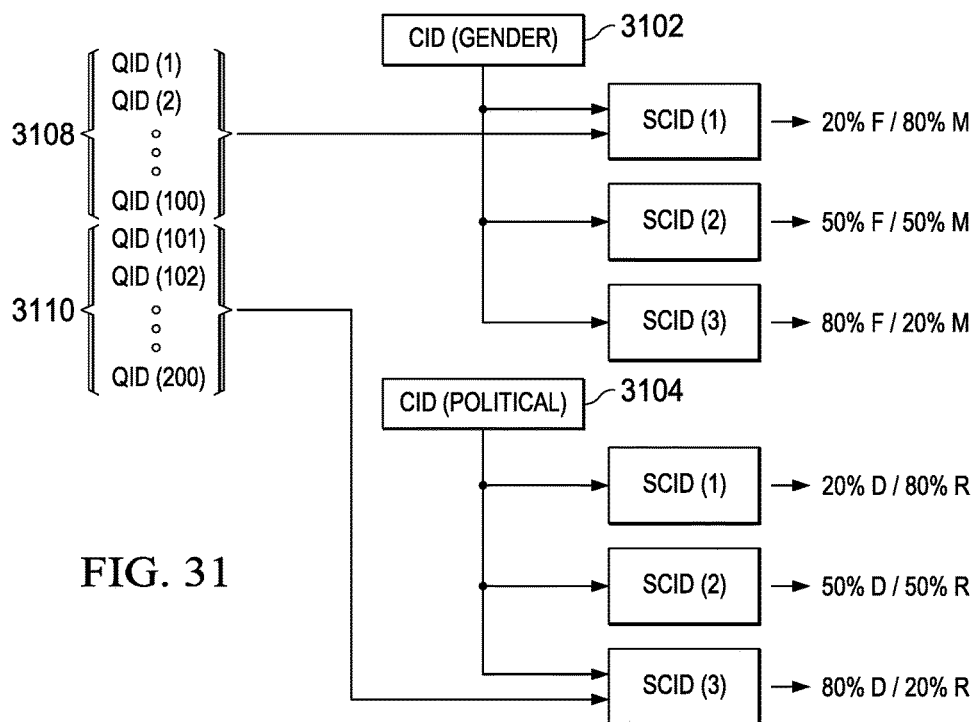 3108
QID (1)
QID (2)
QID (100)
3110
QID (101)
QID (102)
QID (200)
CID (GENDER)
3102
SCID (1)
20% F / 80% M
SCID (2)
50% F / 50% M
SCID (3)
80% F / 20% M
CID (POLITICAL)
3104
SCID (1)
20% D / 80% R
SCID (2)
50% D / 50% R
SCID (3)
80% D / 20% R
FIG. 31